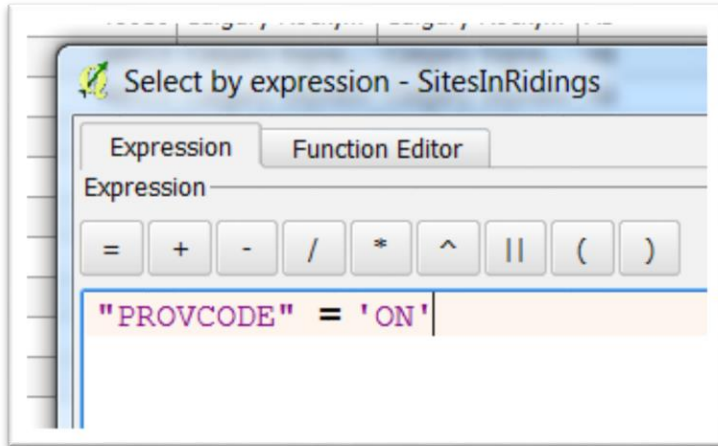 Select by expression - SitesInRidings
Expression Function Editor
Expression
= + - / * ^ || ( )
"PROVCODE" = 'ON'